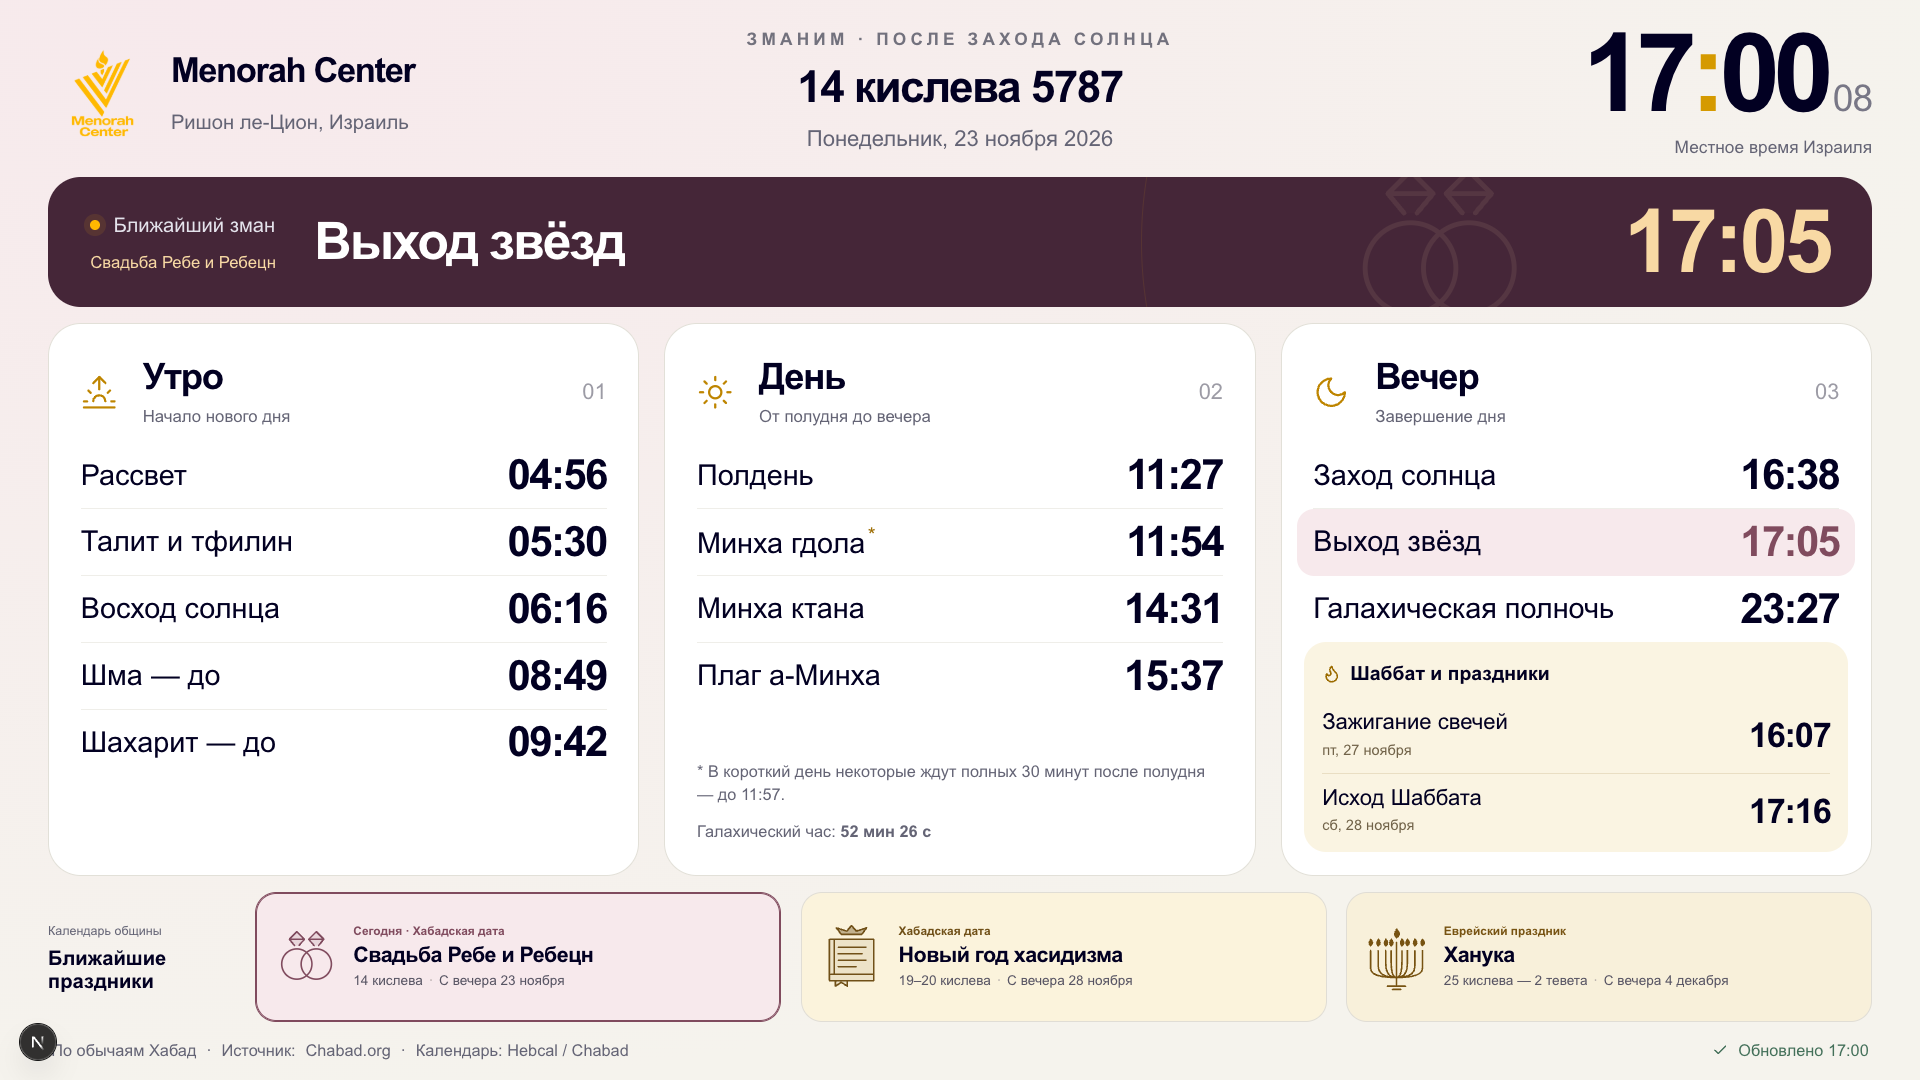 Menorah Center
Menorah Center
Ришон ле-Цион, Израиль
ЗМАНИМ · ПОСЛЕ ЗАХОДА СОЛНЦА
14 кислева 5787
Понедельник, 23 ноября 2026
17:00 08
Местное время Израиля
Ближайший зман
Свадьба Ребе и Ребецн
Выход звёзд
17:05
Утро
Начало нового дня
01
Рассвет 04:56
Талит и тфилин 05:30
Восход солнца 06:16
Шма — до 08:49
Шахарит — до 09:42
День
От полудня до вечера
02
Полдень 11:27
Минха гдола* 11:54
Минха ктана 14:31
Плаг а-Минха 15:37
* В короткий день некоторые ждут полных 30 минут после полудня
— до 11:57.
Галахический час: 52 мин 26 с
Вечер
Завершение дня
03
Заход солнца 16:38
Выход звёзд 17:05
Галахическая полночь 23:27
Шаббат и праздники
Зажигание свечей
пт, 27 ноября
16:07
Исход Шаббата
сб, 28 ноября
17:16
Календарь общины
Ближайшие
праздники
Сегодня · Хабадская дата
Свадьба Ребе и Ребецн
14 кислева · С вечера 23 ноября
Хабадская дата
Новый год хасидизма
19–20 кислева · С вечера 28 ноября
Еврейский праздник
Ханука
25 кислева — 2 тевета · С вечера 4 декабря
N
По обычаям Хабад · Источник: Chabad.org · Календарь: Hebcal / Chabad
Обновлено 17:00